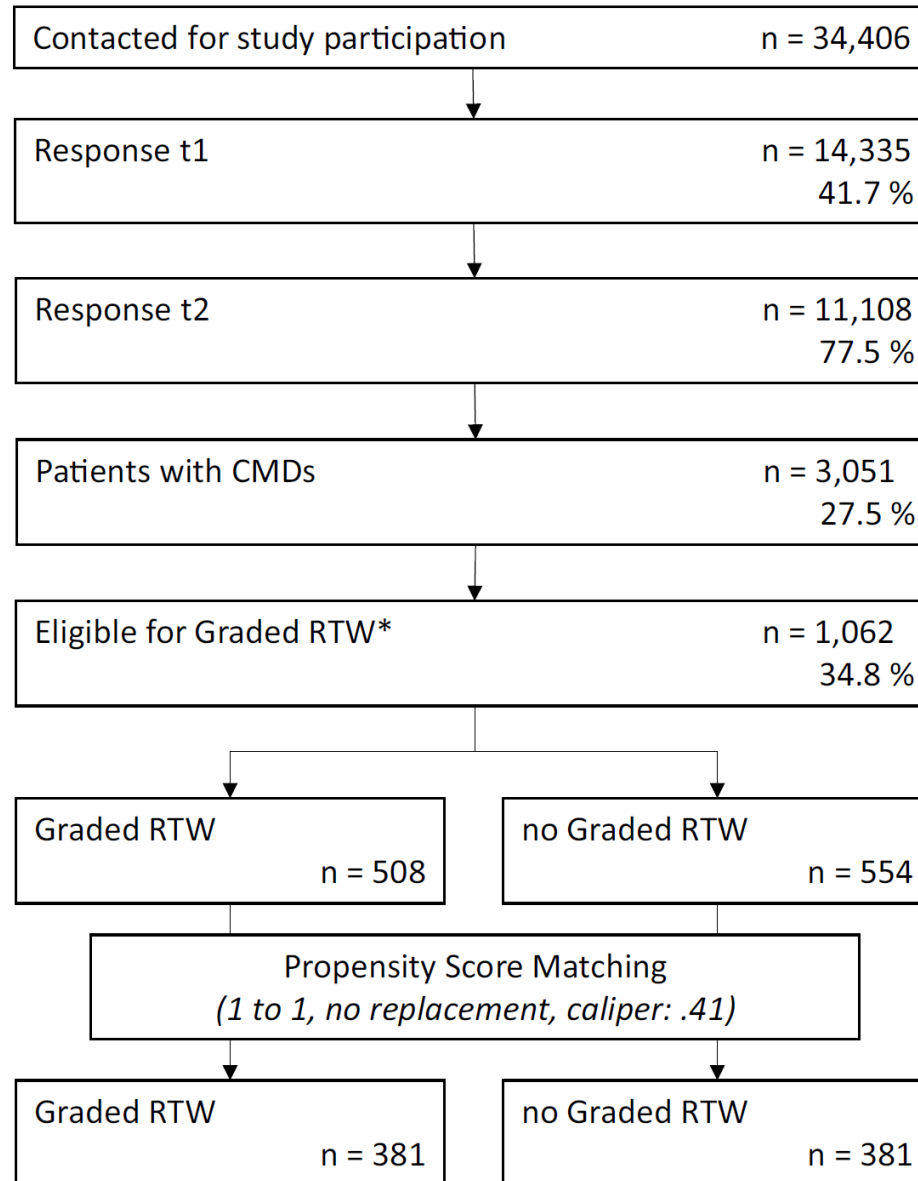 Contacted for study participation n = 34,406
Response t1 n = 14,335
41.7 %
Response t2 n = 11,108
77.5 %
Patients with CMDs n = 3,051
27.5 %
Eligible for Graded RTW* n = 1,062
34.8 %
Graded RTW
n = 508
no Graded RTW
n = 554
Propensity Score Matching
(1 to 1, no replacement, caliper: .41)
Graded RTW
n = 381
no Graded RTW
n = 381